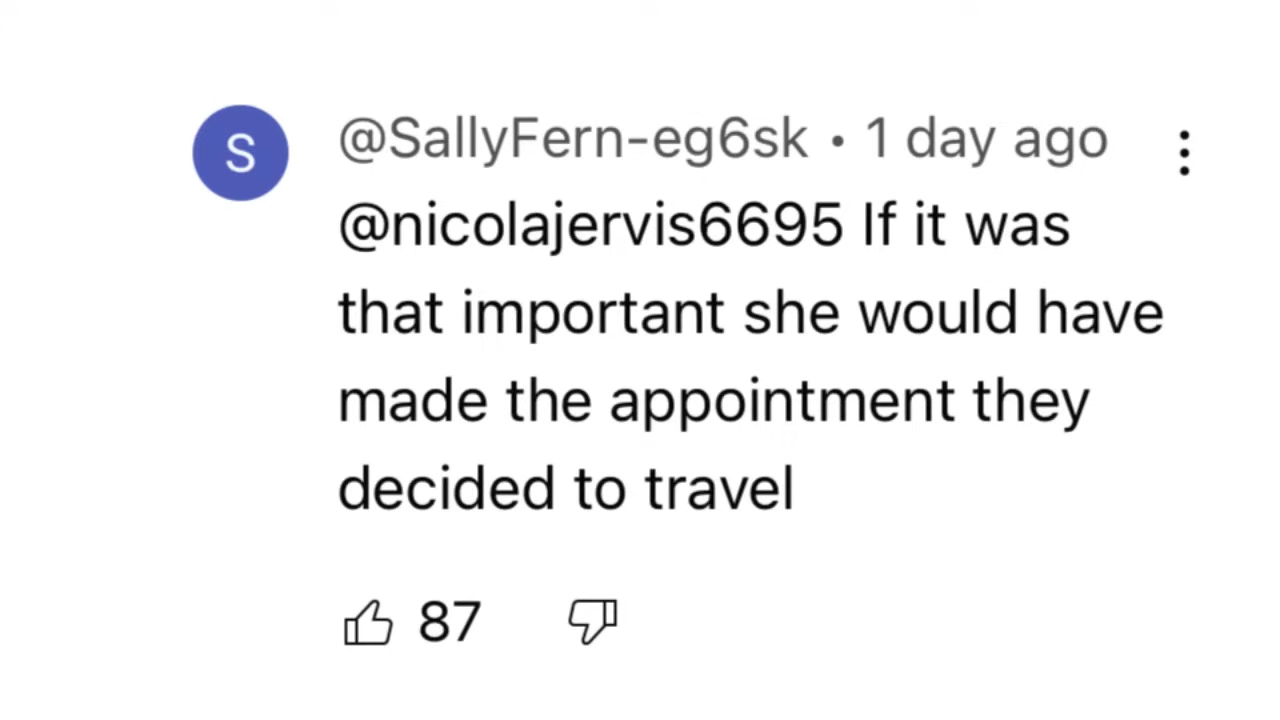 S
@SallyFern-eg6sk • 1 day ago
@nicolajervis6695 If it was
that important she would have
made the appointment they
decided to travel
87